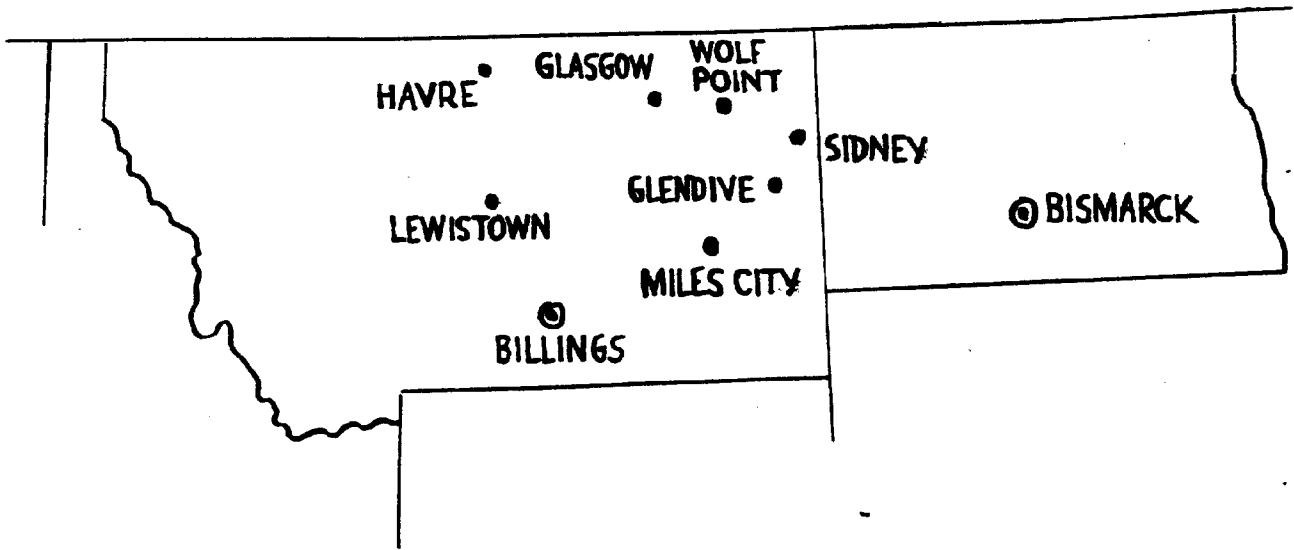 HAVRE
GLASGOW
WOLF
POINT
SIDNEY
GLENDIVE
LEWISTOWN
BISMARCK
MILES CITY
BILLINGS